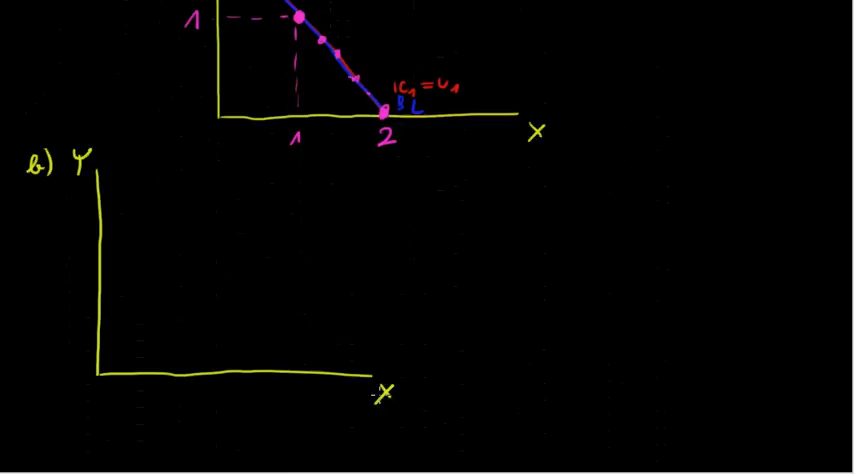 1
IC₁ = U₁
BL
1 2 X
b) Y
X